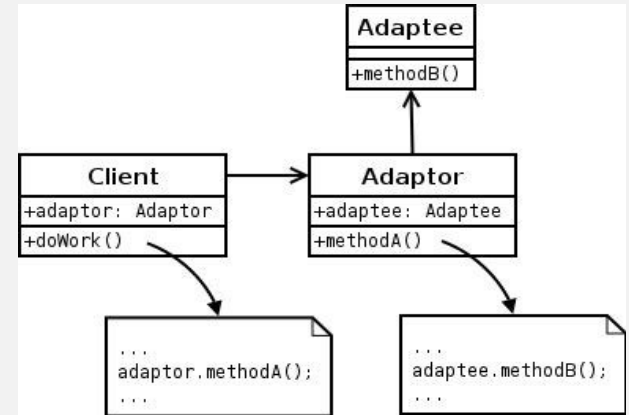 Adaptee
+methodB()
Client
+adaptor: Adaptor
+doWork()
Adaptor
+adaptee: Adaptee
+methodA()
...
adaptor.methodA();
...
...
adaptee.methodB();
...